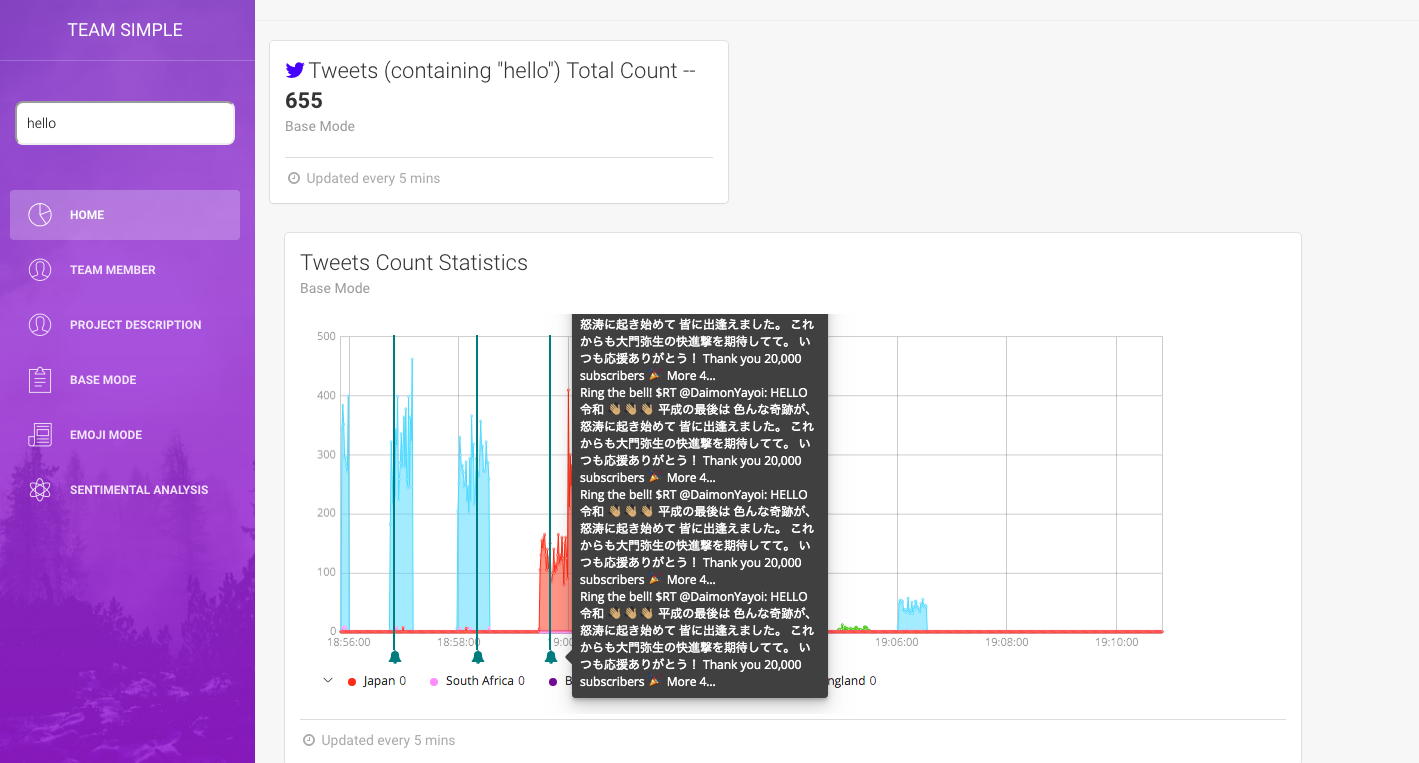 TEAM SIMPLE
hello
HOME
TEAM MEMBER
PROJECT DESCRIPTION
BASE MODE
EMOJI MODE
SENTIMENTAL ANALYSIS
Tweets (containing "hello") Total Count --
655
Base Mode
Updated every 5 mins
Tweets Count Statistics
Base Mode
500
400
300
200
100
0
怒涛に起き始めて 皆に出逢えました。 これ
からも大門弥生の快進撃を期待してて。 い
つも応援ありがとう！ Thank you 20,000
subscribers 🎉 More 4…
Ring the bell! $RT @DaimonYayoi: HELLO
令和 👋🏽👋🏽👋🏽 平成の最後は 色んな奇跡が、
怒涛に起き始めて 皆に出逢えました。 これ
からも大門弥生の快進撃を期待してて。 い
つも応援ありがとう！ Thank you 20,000
subscribers 🎉 More 4…
Ring the bell! $RT @DaimonYayoi: HELLO
令和 👋🏽👋🏽👋🏽 平成の最後は 色んな奇跡が、
怒涛に起き始めて 皆に出逢えました。 これ
からも大門弥生の快進撃を期待してて。 い
つも応援ありがとう！ Thank you 20,000
subscribers 🎉 More 4…
Ring the bell! $RT @DaimonYayoi: HELLO
令和 👋🏽👋🏽👋🏽 平成の最後は 色んな奇跡が、
怒涛に起き始めて 皆に出逢えました。 これ
からも大門弥生の快進撃を期待してて。 い
つも応援ありがとう！ Thank you 20,000
subscribers 🎉 More 4…
18:56:00 18:58:00 19:00 19:06:00 19:08:00 19:10:00
Japan 0 South Africa 0 B ngland 0
Updated every 5 mins